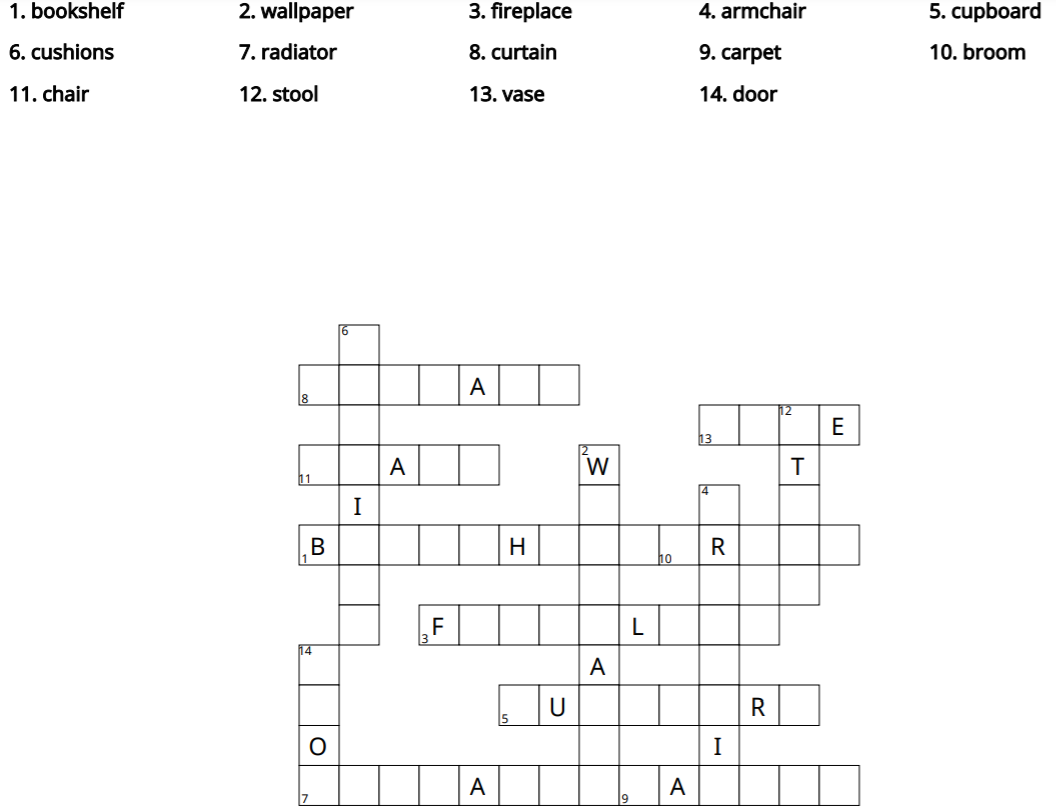 1. bookshelf 2. wallpaper 3. fireplace 4. armchair 5. cupboard
6. cushions 7. radiator 8. curtain 9. carpet 10. broom
11. chair 12. stool 13. vase 14. door
6
8 A
12
13 E
2
11 A W T
4
I
1 B H 10 R
3 F L
14
A
5 U R
O I
7 A 9 A